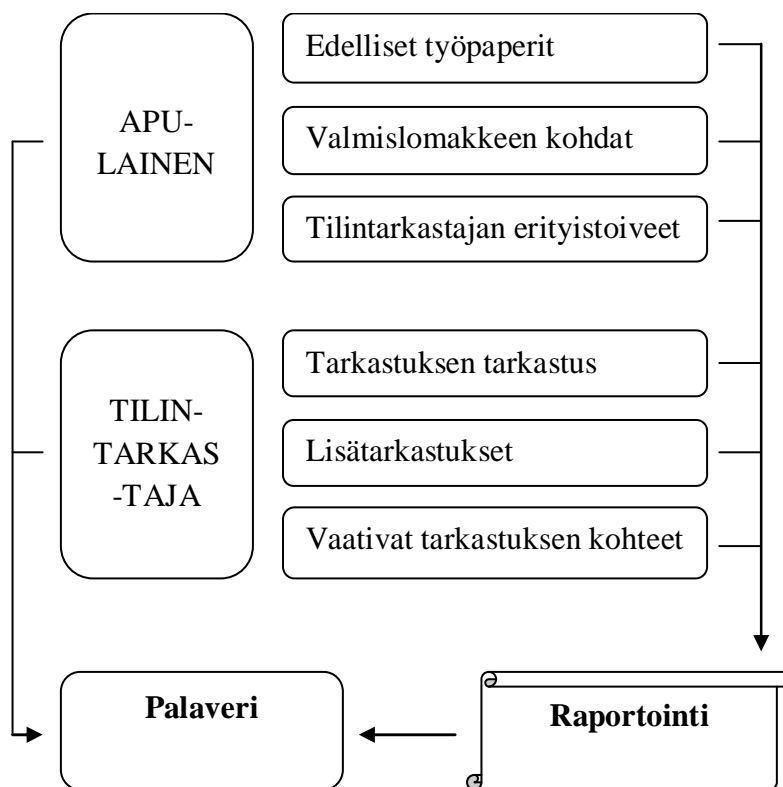 APU-
LAINEN
Edelliset työpaperit
Valmislomakkeen kohdat
Tilintarkastajan erityistoiveet
TILIN-
TARKAS
-TAJA
Tarkastuksen tarkastus
Lisätarkastukset
Vaativat tarkastuksen kohteet
Palaveri
Raportointi